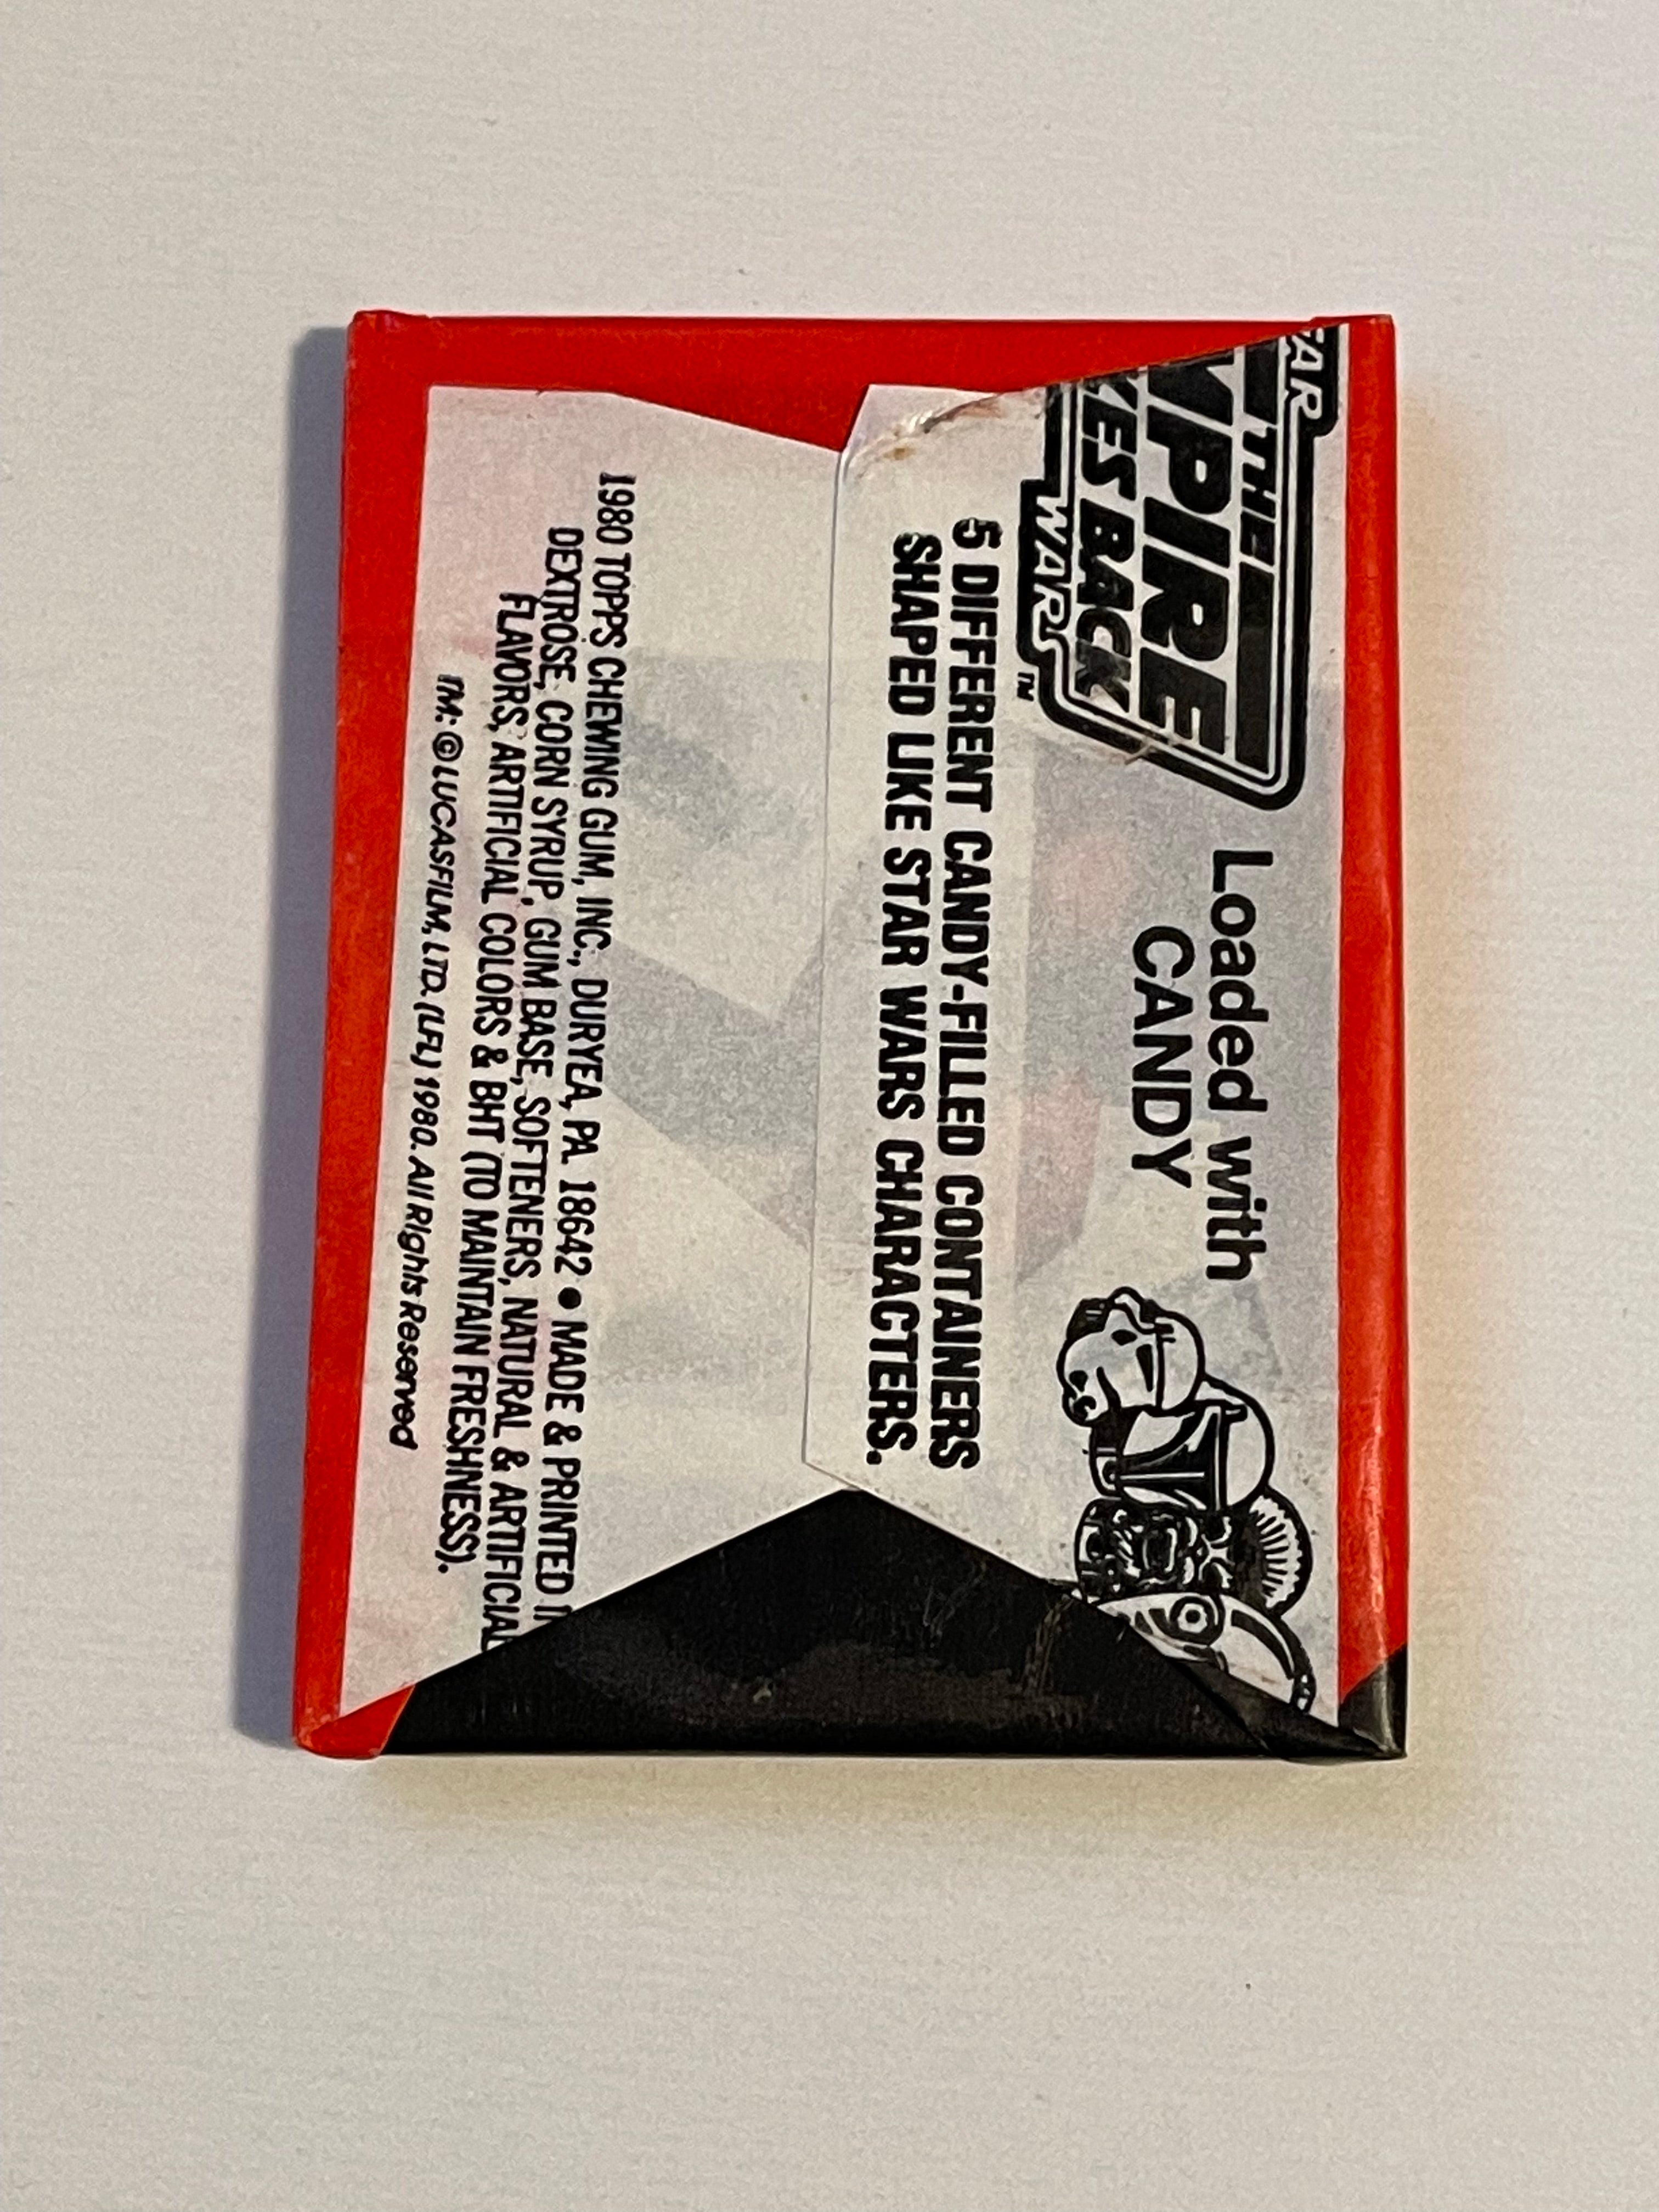 THE
WARS™
Loaded with
CANDY
5 DIFFERENT CANDY-FILLED CONTAINERS
SHAPED LIKE STAR WARS CHARACTERS.
1980 TOPPS CHEWING GUM, INC., DURYEA, PA. 18642 • MADE & PRINTED
DEXTROSE, CORN SYRUP, GUM BASE, SOFTENERS, NATURAL & ARTIFICIAL
FLAVORS, ARTIFICIAL COLORS & BHT (TO MAINTAIN FRESHNESS).
TM: © LUCASFILM, LTD. (LFL) 1980. All Rights Reserved